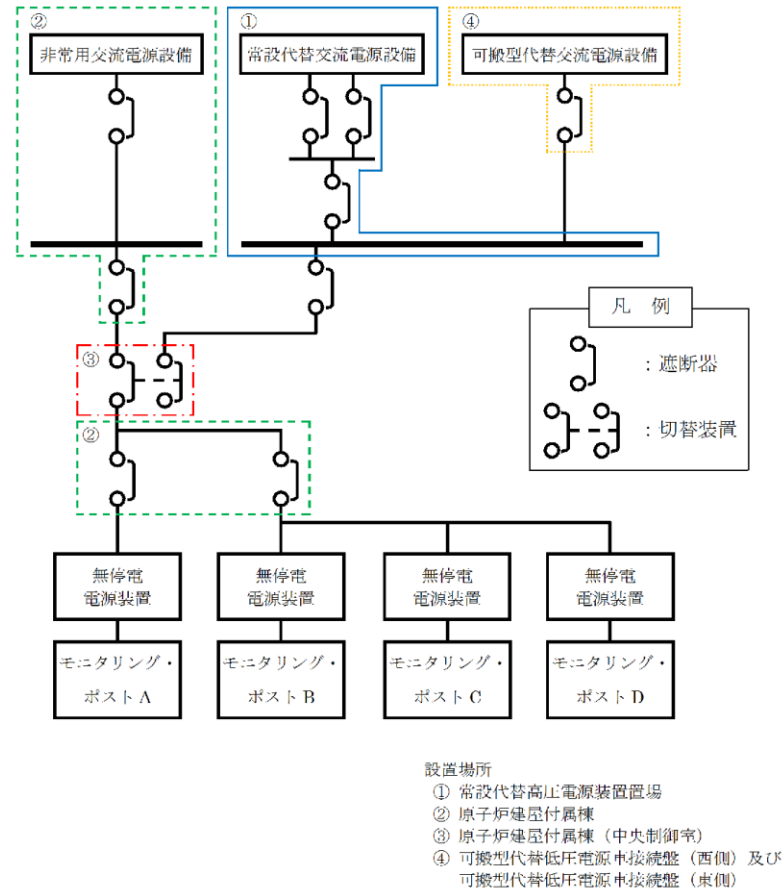 ② ① ④
非常用交流電源設備 常設代替交流電源設備 可搬型代替交流電源設備
凡 例
：遮断器
：切替装置
③
②
無停電 無停電 無停電 無停電
電源装置 電源装置 電源装置 電源装置
モニタリング・ モニタリング・ モニタリング・ モニタリング・
ポストA ポストB ポストC ポストD
設置場所
① 常設代替高圧電源装置置場
② 原子炉建屋付属棟
③ 原子炉建屋付属棟（中央制御室）
④ 可搬型代替低圧電源車接続盤（西側）及び
可搬型代替低圧電源車接続盤（東側）